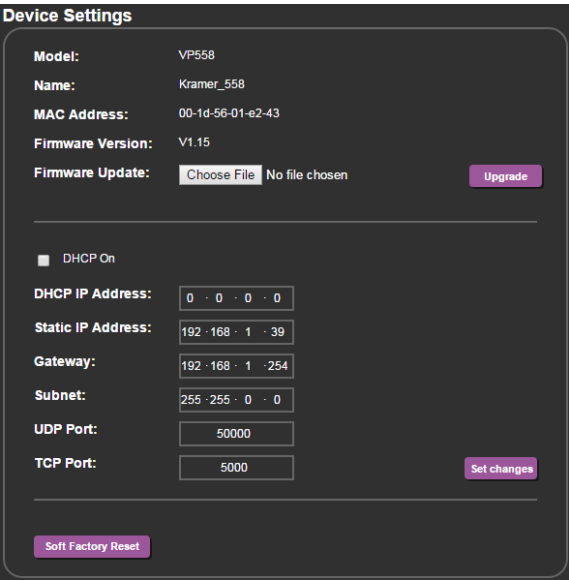 Device Settings
Model: VP558
Name: Kramer_558
MAC Address: 00-1d-56-01-e2-43
Firmware Version: V1.15
Firmware Update: Choose File No file chosen Upgrade
DHCP On
DHCP IP Address: 0 · 0 · 0 · 0
Static IP Address: 192 · 168 · 1 · 39
Gateway: 192 · 168 · 1 · 254
Subnet: 255 · 255 · 0 · 0
UDP Port: 50000
TCP Port: 5000 Set changes
Soft Factory Reset